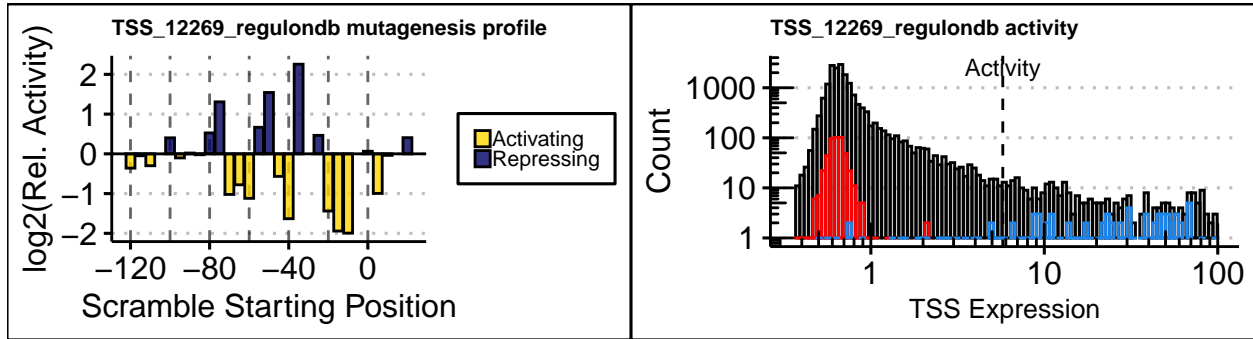 TSS_12269_regulondb mutagenesis profile
log2(Rel. Activity)
2
1
0
−1
−2
−120
−80
−40
0
Scramble Starting Position
Activating
Repressing
TSS_12269_regulondb activity
Activity
Count
1000
100
10
1
1
10
100
TSS Expression